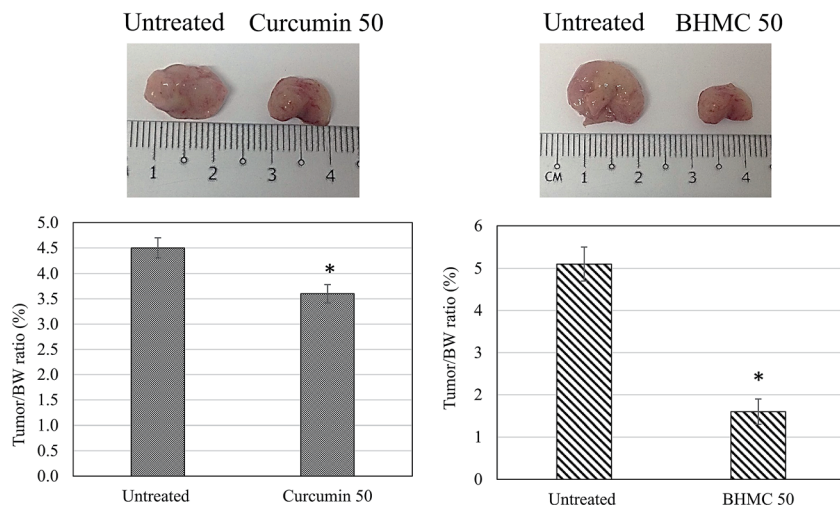 Untreated Curcumin 50
Untreated BHMC 50
1 2 3 4
CM 1 2 3 4
Tumor/BW ratio (%)
5.0
4.5
4.0
3.5
3.0
2.5
2.0
1.5
1.0
0.5
0.0
*
Untreated Curcumin 50
Tumor/BW ratio (%)
6
5
4
3
2
1
0
*
Untreated BHMC 50